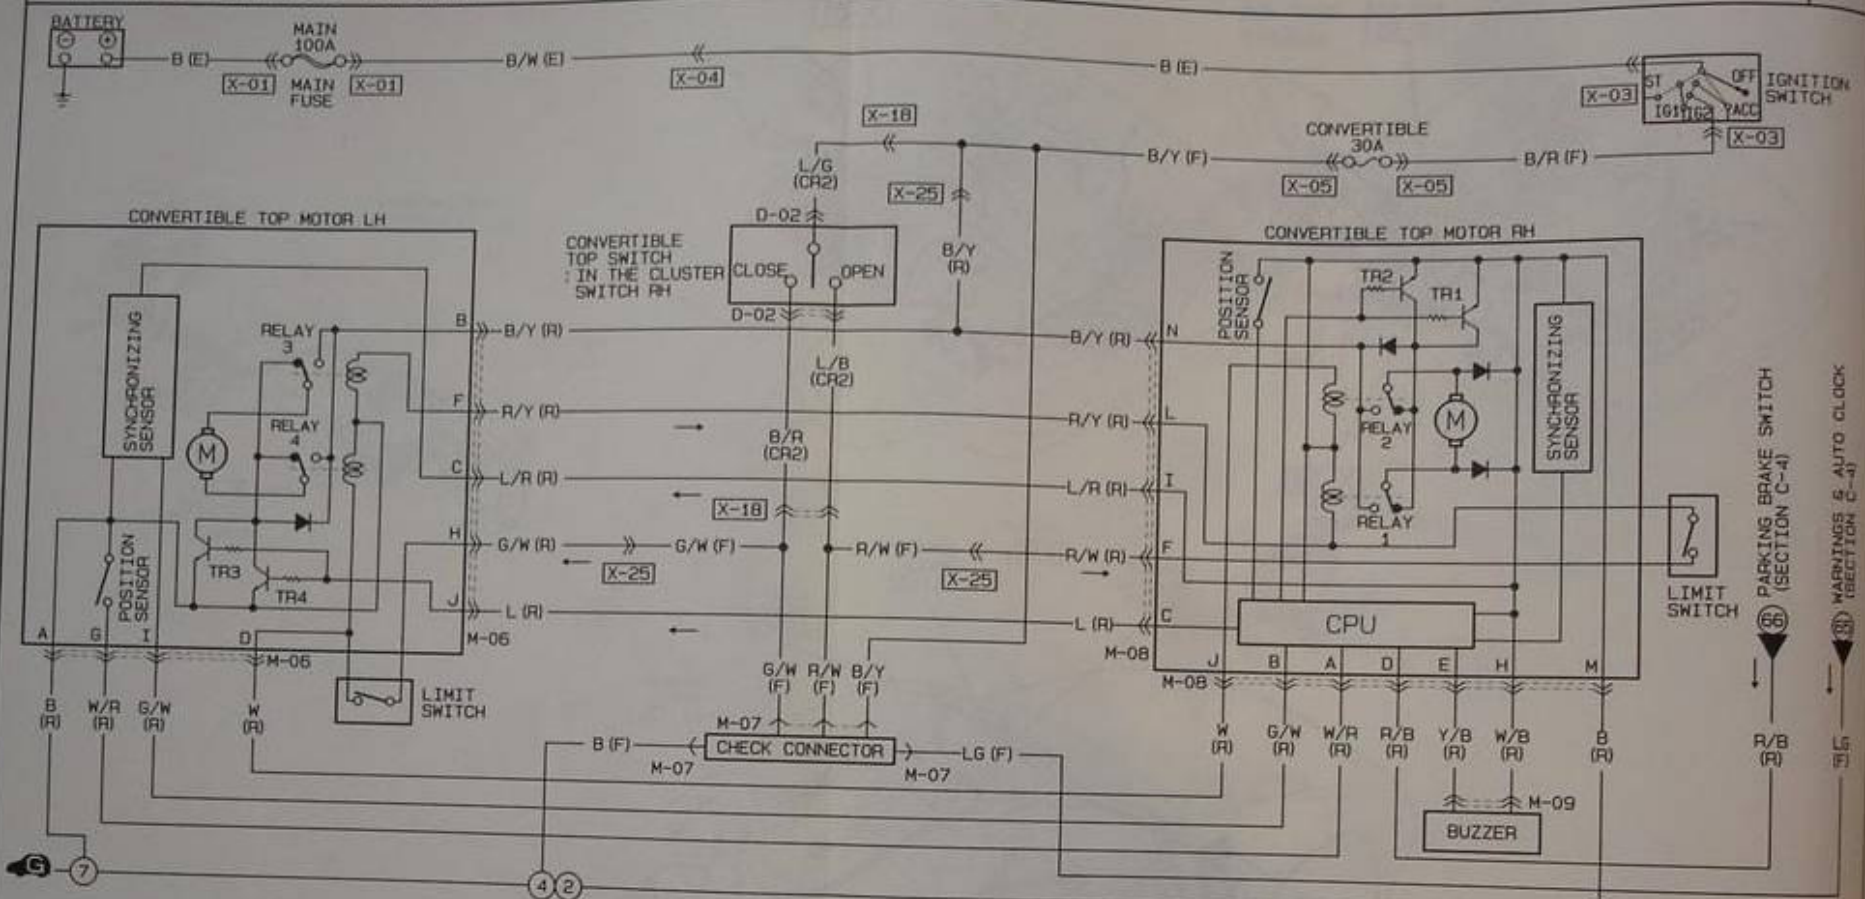 BATTERY
B (E)
X-01
MAIN
100A
MAIN
FUSE
X-01
B/W (E)
X-04
B (E)
X-03
ST
OFF
IG1
IG2
ACC
IGNITION
SWITCH
X-03
X-18
L/G
(CR2)
X-25
B/Y (F)
CONVERTIBLE
30A
X-05
X-05
B/R (F)
CONVERTIBLE TOP MOTOR LH
D-02
CONVERTIBLE
TOP SWITCH
: IN THE CLUSTER
SWITCH RH
CLOSE
OPEN
D-02
B/Y
(R)
CONVERTIBLE TOP MOTOR RH
POSITION
SENSOR
TR2
TR1
SYNCHRONIZING
SENSOR
SYNCHRONIZING
SENSOR
RELAY
3
B
B/Y (R)
B/Y (R)
N
L/B
(CR2)
RELAY
4
M
F
R/Y (R)
R/Y (R)
L
RELAY
2
M
B/R
(CR2)
C
L/R (R)
L/R (R)
I
X-18
RELAY
1
H
G/W (R)
G/W (F)
X-25
R/W (F)
X-25
R/W (R)
F
TR3
TR4
POSITION
SENSOR
J
L (R)
L (R)
C
CPU
LIMIT
SWITCH
PARKING BRAKE SWITCH
(SECTION C-4)
66
WARNINGS & AUTO CLOCK
(SECTION C-4)
A
G
I
D
M-06
M-06
M-08
M-08
J
B
A
D
E
H
M
B
(R)
W/R
(R)
G/W
(R)
W
(R)
LIMIT
SWITCH
G/W
(F)
R/W
(F)
B/Y
(F)
W
(R)
G/W
(R)
W/R
(R)
R/B
(R)
Y/B
(R)
W/B
(R)
B
(R)
R/B
(R)
LG
(F)
M-07
B (F)
CHECK CONNECTOR
LG (F)
M-07
M-07
M-09
BUZZER
G
7
4
2